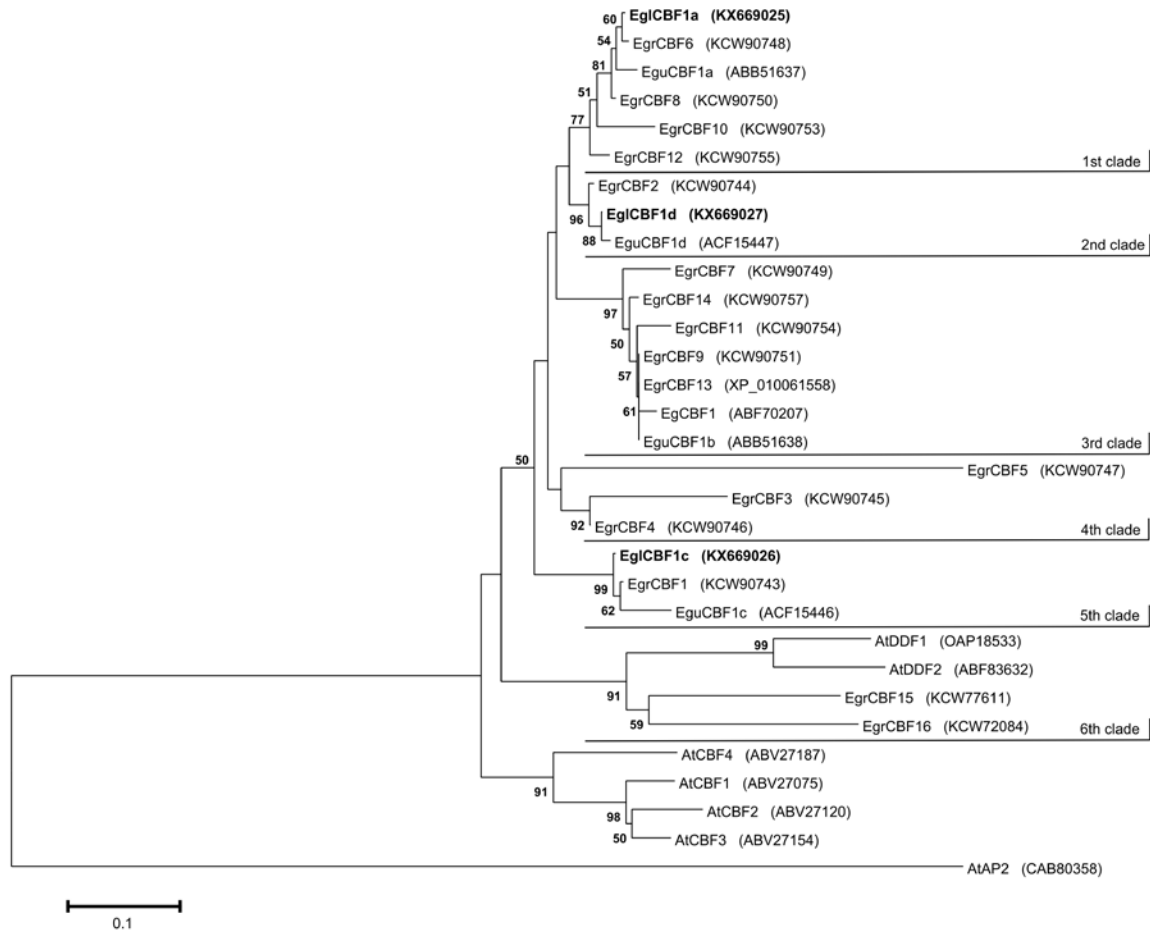 60
EglCBF1a (KX669025)
54
EgrCBF6 (KCW90748)
81
EguCBF1a (ABB51637)
51
EgrCBF8 (KCW90750)
77
EgrCBF10 (KCW90753)
EgrCBF12 (KCW90755)
1st clade
EgrCBF2 (KCW90744)
96
EglCBF1d (KX669027)
88
EguCBF1d (ACF15447)
2nd clade
EgrCBF7 (KCW90749)
97
EgrCBF14 (KCW90757)
EgrCBF11 (KCW90754)
50
EgrCBF9 (KCW90751)
57
EgrCBF13 (XP_010061558)
61
EgCBF1 (ABF70207)
EguCBF1b (ABB51638)
3rd clade
50
EgrCBF5 (KCW90747)
EgrCBF3 (KCW90745)
92
EgrCBF4 (KCW90746)
4th clade
EglCBF1c (KX669026)
99
EgrCBF1 (KCW90743)
62
EguCBF1c (ACF15446)
5th clade
99
AtDDF1 (OAP18533)
AtDDF2 (ABF83632)
91
EgrCBF15 (KCW77611)
59
EgrCBF16 (KCW72084)
6th clade
AtCBF4 (ABV27187)
91
AtCBF1 (ABV27075)
98
AtCBF2 (ABV27120)
50
AtCBF3 (ABV27154)
AtAP2 (CAB80358)
0.1